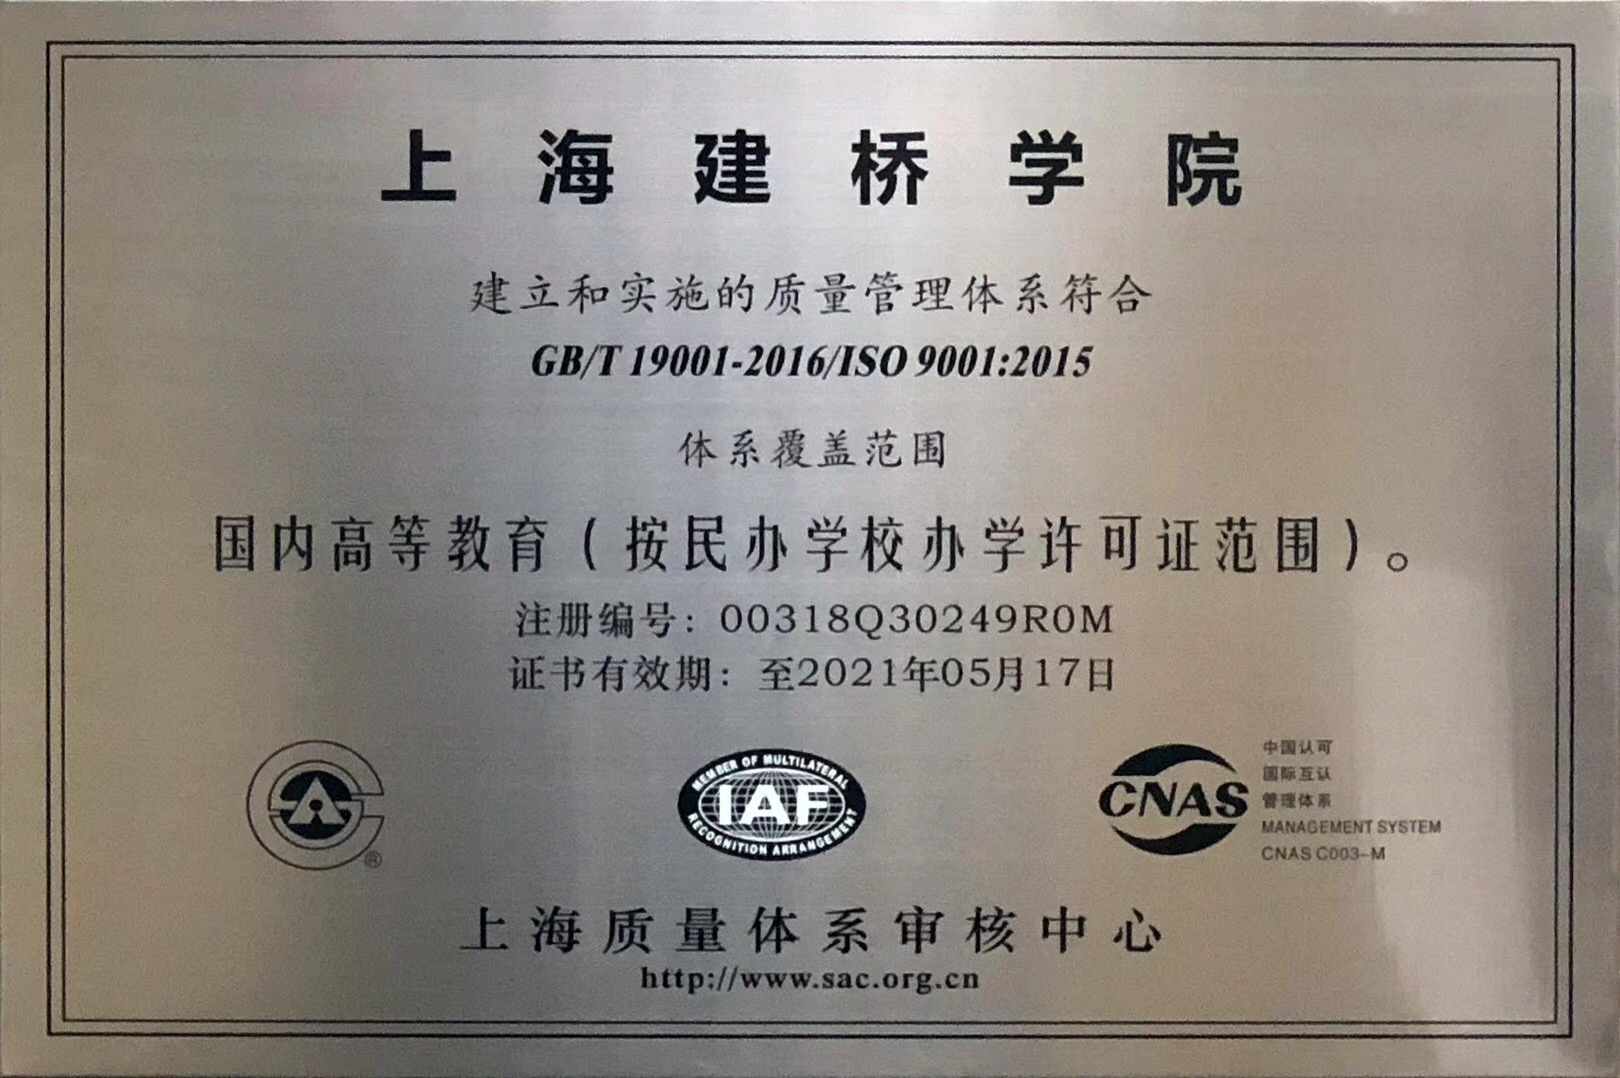 上海建桥学院
建立和实施的质量管理体系符合
GB/T 19001-2016/ISO 9001:2015
体系覆盖范围
国内高等教育（按民办学校办学许可证范围）。
注册编号：00318Q30249R0M
证书有效期：至2021年05月17日
®
MEMBER OF MULTILATERAL
IAF
RECOGNITION ARRANGEMENT
CNAS
中国认可
国际互认
管理体系
MANAGEMENT SYSTEM
CNAS C003-M
上海质量体系审核中心
http://www.sac.org.cn